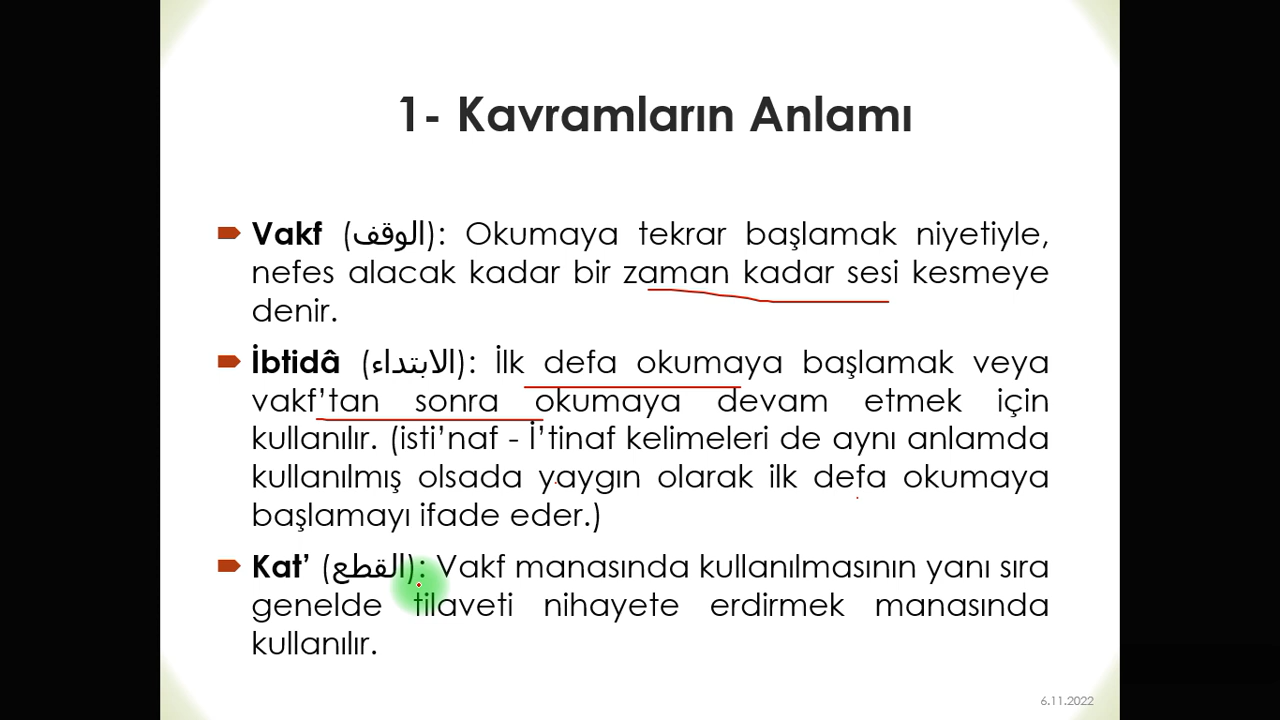 1- Kavramların Anlamı
Vakf (الوقف): Okumaya tekrar başlamak niyetiyle,
nefes alacak kadar bir zaman kadar sesi kesmeye
denir.
İbtidâ (الابتداء): İlk defa okumaya başlamak veya
vakf’tan sonra okumaya devam etmek için
kullanılır. (isti’naf - İ’tinaf kelimeleri de aynı anlamda
kullanılmış olsada yaygın olarak ilk defa okumaya
başlamayı ifade eder.)
Kat’ (القطع): Vakf manasında kullanılmasının yanı sıra
genelde tilaveti nihayete erdirmek manasında
kullanılır.
6.11.2022